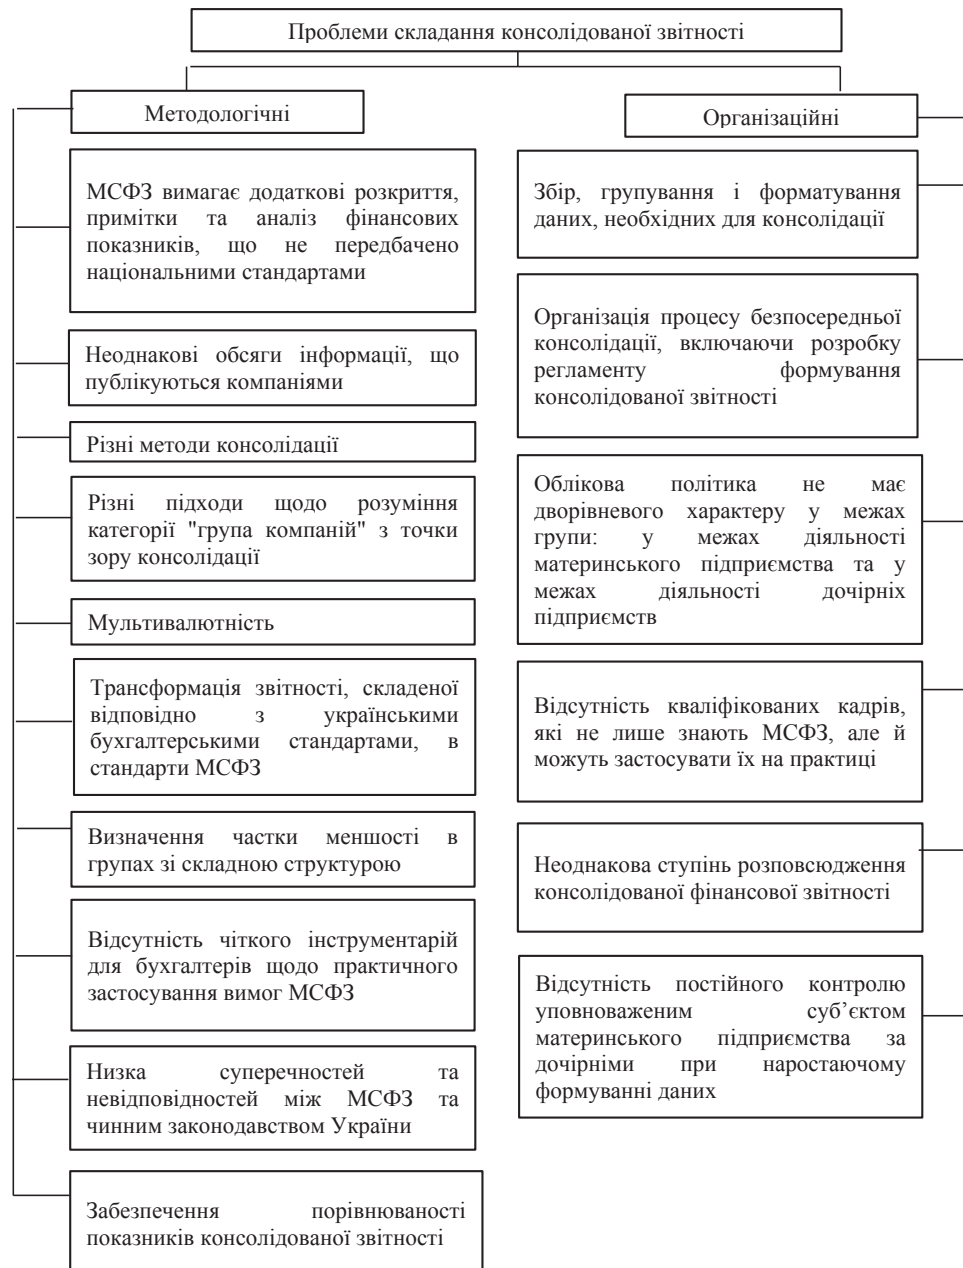 Проблеми складання консолідованої звітності
Методологічні
МСФЗ вимагає додаткові розкриття,
примітки та аналіз фінансових
показників, що не передбачено
національними стандартами
Неоднакові обсяги інформації, що
публікуються компаніями
Різні методи консолідації
Різні підходи щодо розуміння
категорії "група компаній" з точки
зору консолідації
Мультивалютність
Трансформація звітності, складеної
відповідно з українськими
бухгалтерськими стандартами, в
стандарти МСФЗ
Визначення частки меншості в
групах зі складною структурою
Відсутність чіткого інструментарій
для бухгалтерів щодо практичного
застосування вимог МСФЗ
Низка суперечностей та
невідповідностей між МСФЗ та
чинним законодавством України
Забезпечення порівнюваності
показників консолідованої звітності
Організаційні
Збір, групування і форматування
даних, необхідних для консолідації
Організація процесу безпосередньої
консолідації, включаючи розробку
регламенту формування
консолідованої звітності
Облікова політика не має
дворівневого характеру у межах
групи: у межах діяльності
материнського підприємства та у
межах діяльності дочірніх
підприємств
Відсутність кваліфікованих кадрів,
які не лише знають МСФЗ, але й
можуть застосувати їх на практиці
Неоднакова ступінь розповсюдження
консолідованої фінансової звітності
Відсутність постійного контролю
уповноваженим суб’єктом
материнського підприємства за
дочірніми при наростаючому
формуванні даних